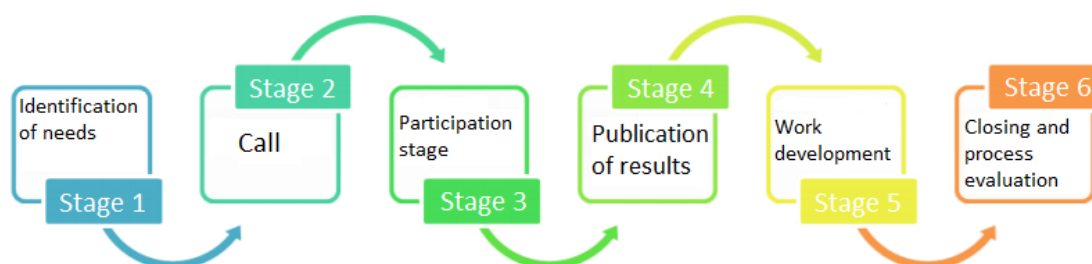 Identification
of needs
Stage 1
Stage 2
Call
Participation
stage
Stage 3
Stage 4
Publication
of results
Work
development
Stage 5
Stage 6
Closing and
process
evaluation